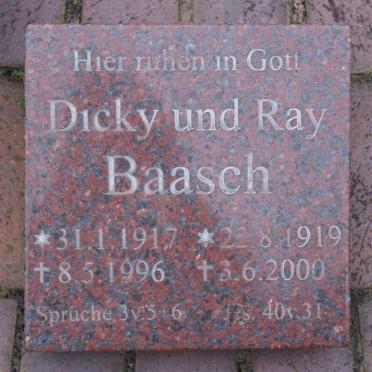 Hier ruhen in Gott
Dicky und Ray
Baasch
* 31.1.1917 * 22.8.1919
† 8.5.1996 † 3.6.2000
Sprüche 3v.5+6 Jes. 40v.31